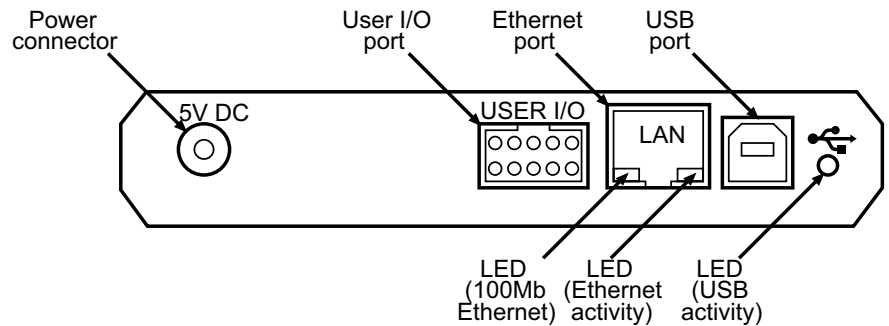 Power
connector
User I/O
port
Ethernet
port
USB
port
5V DC
USER I/O
LAN
LED
(100Mb
Ethernet)
LED
(Ethernet
activity)
LED
(USB
activity)